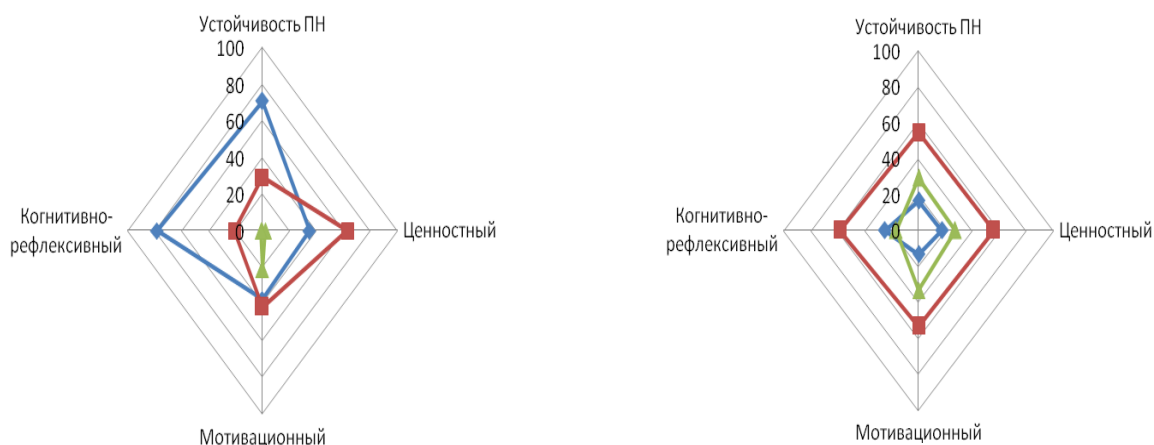 Устойчивость ПН
100
80
60
40
20
0
Когнитивно-
рефлексивный
Ценностный
Мотивационный
Устойчивость ПН
100
80
60
40
20
0
Когнитивно-
рефлексивный
Ценностный
Мотивационный